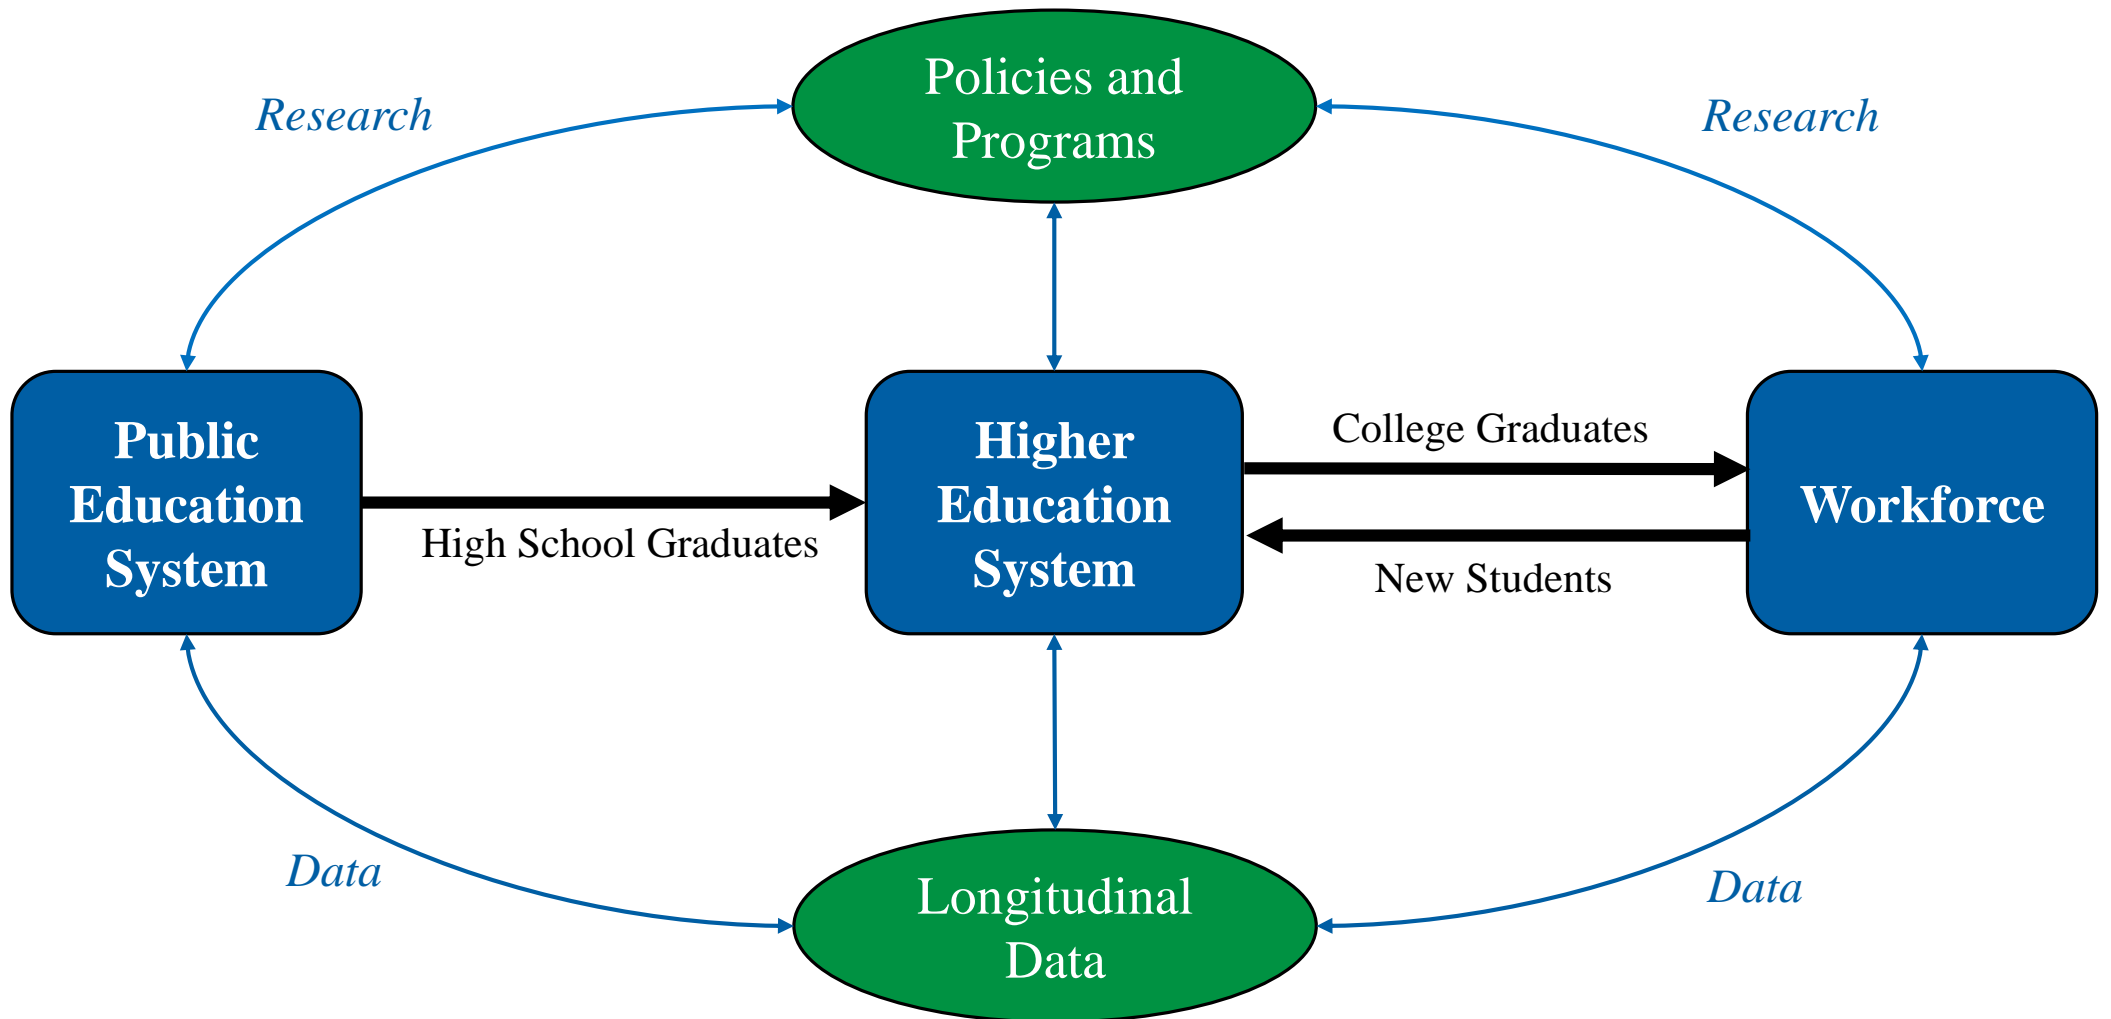 Policies and
Programs
Research
Research
Public
Education
System
High School Graduates
Higher
Education
System
College Graduates
New Students
Workforce
Data
Data
Longitudinal
Data